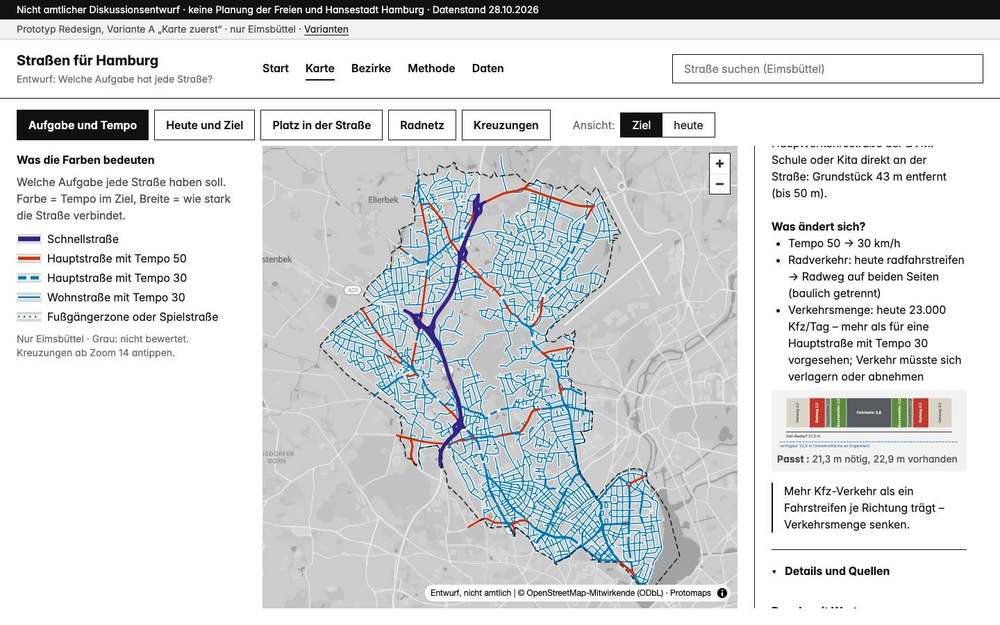 Nicht amtlicher Diskussionsentwurf · keine Planung der Freien und Hansestadt Hamburg · Datenstand 28.10.2026
Prototyp Redesign, Variante A „Karte zuerst“ · nur Eimsbüttel · Varianten
Straßen für Hamburg
Entwurf: Welche Aufgabe hat jede Straße?
Start Karte Bezirke Methode Daten
Straße suchen (Eimsbüttel)
Aufgabe und Tempo
Heute und Ziel
Platz in der Straße
Radnetz
Kreuzungen
Ansicht: Ziel heute
Was die Farben bedeuten
Welche Aufgabe jede Straße haben soll.
Farbe = Tempo im Ziel, Breite = wie stark
die Straße verbindet.
Schnellstraße
Hauptstraße mit Tempo 50
Hauptstraße mit Tempo 30
Wohnstraße mit Tempo 30
Fußgängerzone oder Spielstraße
Nur Eimsbüttel · Grau: nicht bewertet.
Kreuzungen ab Zoom 14 antippen.
Ellerbek
stenbek
A23
GSDORFER
BORN
+
−
Entwurf, nicht amtlich | © OpenStreetMap-Mitwirkende (ODbL) · Protomaps
Schule oder Kita direkt an der
Straße: Grundstück 43 m entfernt
(bis 50 m).
Was ändert sich?
• Tempo 50 → 30 km/h
• Radverkehr: heute radfahrstreifen
→ Radweg auf beiden Seiten
(baulich getrennt)
• Verkehrsmenge: heute 23.000
Kfz/Tag – mehr als für eine
Hauptstraße mit Tempo 30
vorgesehen; Verkehr müsste sich
verlagern oder abnehmen
Passt : 21,3 m nötig, 22,9 m vorhanden
Mehr Kfz-Verkehr als ein
Fahrstreifen je Richtung trägt –
Verkehrsmenge senken.
Details und Quellen